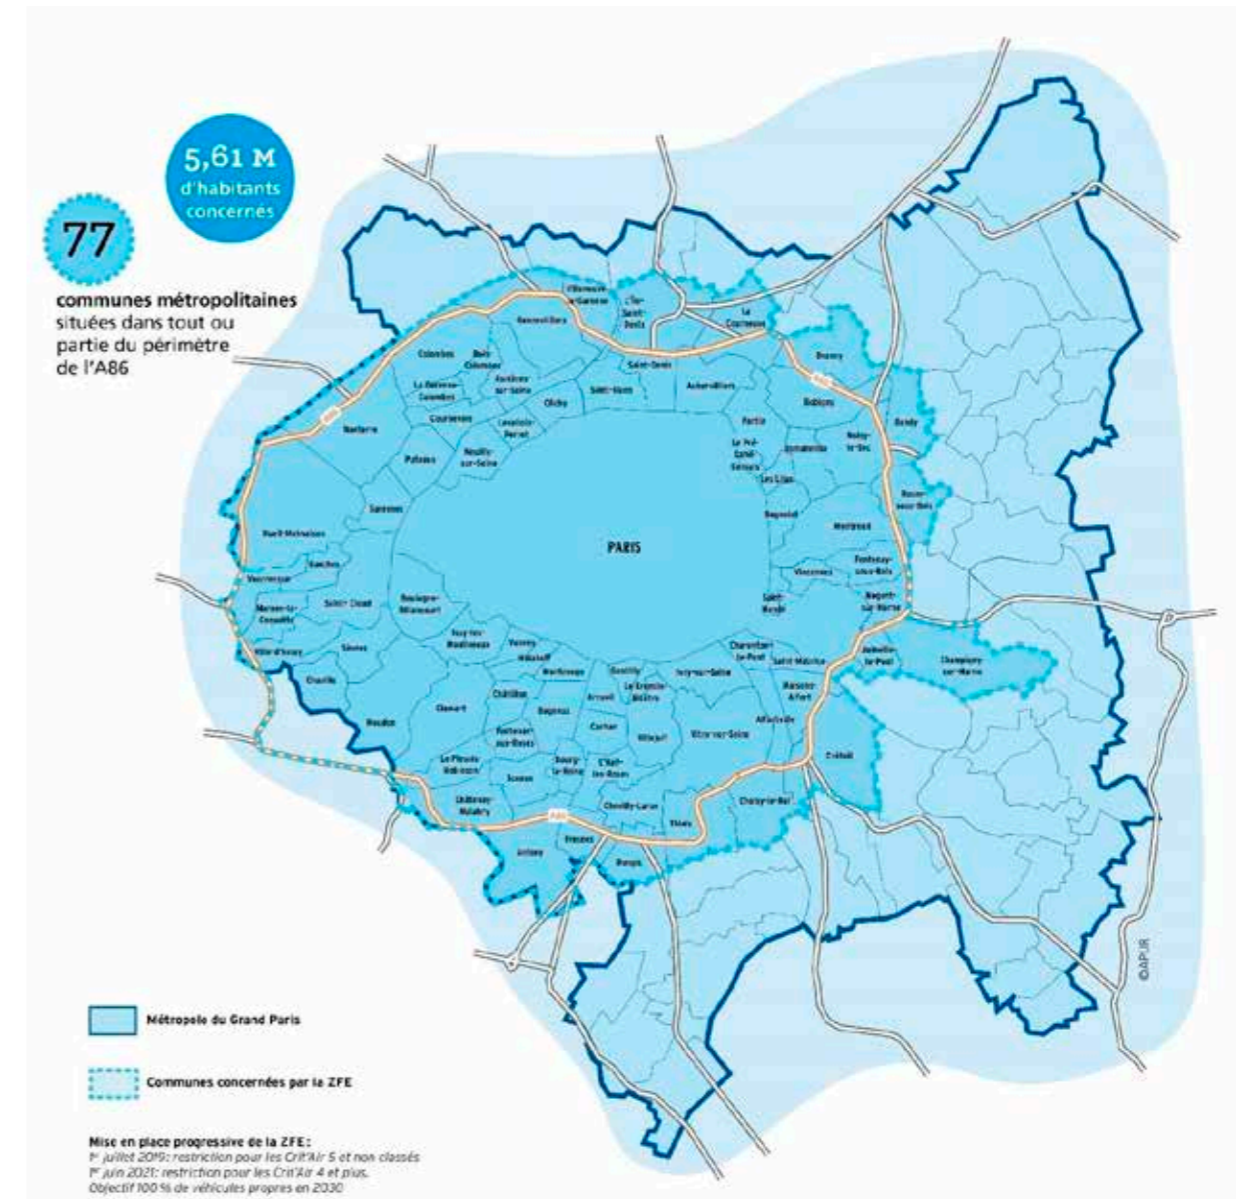 5,61 M
d'habitants
concernés
77
communes métropolitaines
situées dans tout ou
partie du périmètre
de l'A86
Villeneuve-
la-Garenne
L'Île-
Saint-
Denis
La
Courneuve
Gennevilliers
Colombes
Bois-
Colombes
Saint-Denis
Drancy
La Garenne-
Colombes
Asnières-
sur-Seine
Clichy
Saint-Ouen
Aubervilliers
Bobigny
Nanterre
Courbevoie
Levallois-
Perret
Pantin
Noisy-
le-Sec
Bondy
Puteaux
Neuilly-
sur-Seine
Le Pré-
Saint-
Gervais
Romainville
Les Lilas
Suresnes
Bagnolet
Rosny-
sous-Bois
Montreuil
Rueil-Malmaison
PARIS
Garches
Vaucresson
Vincennes
Fontenay-
sous-Bois
Marnes-la-
Coquette
Saint-Cloud
Boulogne-
Billancourt
Saint-
Mandé
Nogent-
sur-Marne
Ville-d'Avray
Sèvres
Issy-les-
Moulineaux
Vanves
Malakoff
Charenton-
le-Pont
Saint-Maurice
Joinville-
le-Pont
Champigny-
sur-Marne
Chaville
Montrouge
Gentilly
Ivry-sur-Seine
Le Kremlin-
Bicêtre
Maisons-
Alfort
Meudon
Clamart
Châtillon
Bagneux
Arcueil
Cachan
Villejuif
Vitry-sur-Seine
Alfortville
Créteil
Fontenay-
aux-Roses
Le Plessis-
Robinson
Sceaux
Bourg-
la-Reine
L'Haÿ-
les-Roses
Châtenay-
Malabry
Chevilly-Larue
Thiais
Choisy-le-Roi
A86
Fresnes
Antony
Rungis
©APUR
Métropole du Grand Paris
Communes concernées par la ZFE
Mise en place progressive de la ZFE :
1er juillet 2019: restriction pour les Crit'Air 5 et non classés
1er juin 2021: restriction pour les Crit'Air 4 et plus.
Objectif 100 % de véhicules propres en 2030